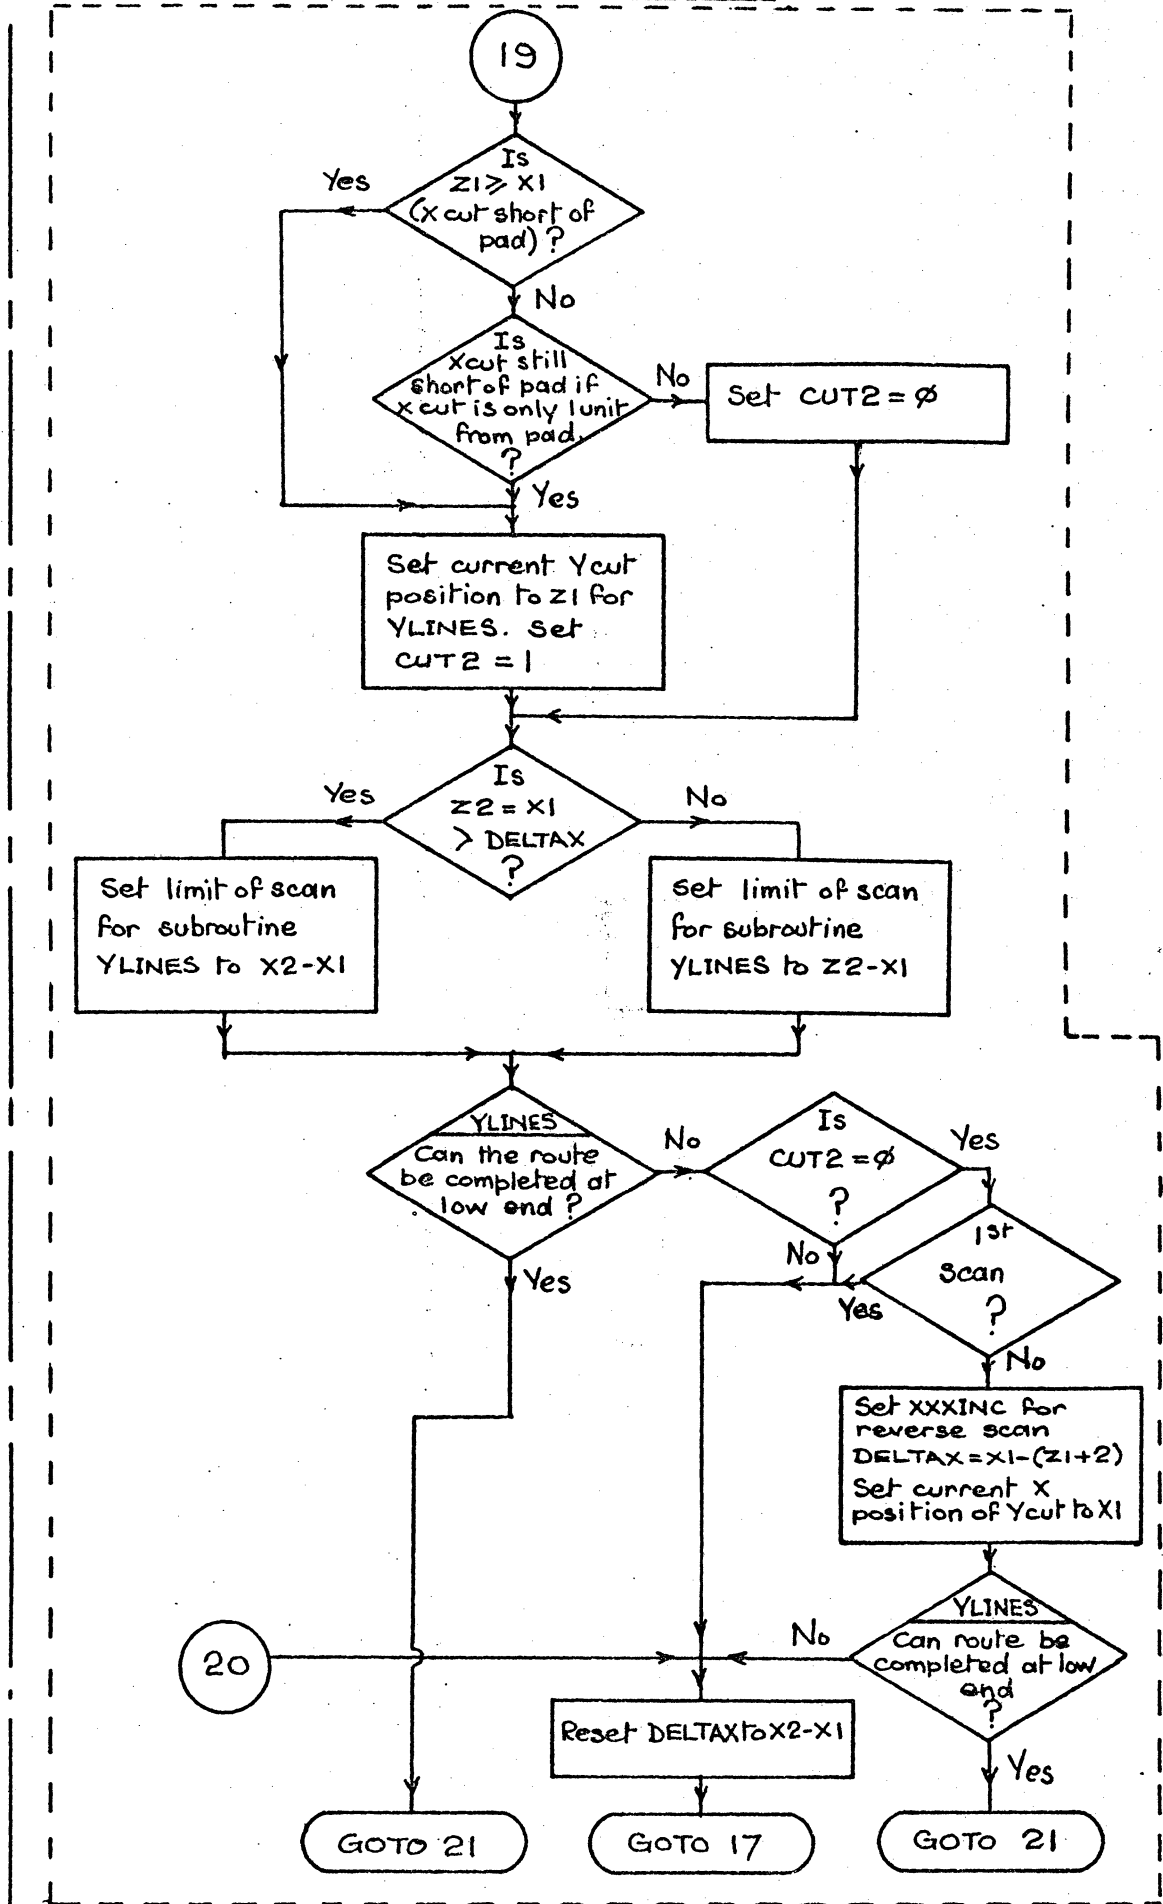 19
Is
Z1 ⩾ X1
(X cut short of
pad) ?
Yes
No
Is
Xcut still
short of pad if
X cut is only 1 unit
from pad.
?
No
Set CUT2 = Ø
Yes
Set current Ycut
position to Z1 for
YLINES. Set
CUT2 = 1
Is
Z2 = X1
> DELTAX
?
Yes
No
Set limit of scan
for subroutine
YLINES to X2-X1
Set limit of scan
for subroutine
YLINES to Z2-X1
YLINES
Can the route
be completed at
low end ?
No
Is
CUT2 = Ø
?
Yes
No
1st
Scan
?
Yes
Yes
No
Set XXXINC for
reverse scan
DELTAX = X1-(Z1+2)
Set current X
position of Ycut to X1
YLINES
Can route be
completed at low
end
?
No
20
Reset DELTAX to X2-X1
Yes
GOTO 21
GOTO 17
GOTO 21